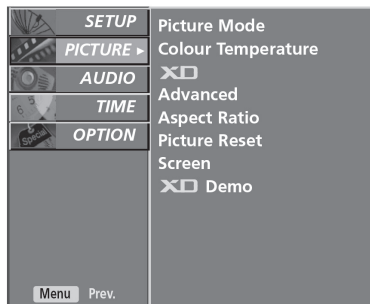 SETUP
PICTURE ►
AUDIO
TIME
OPTION
Special
Menu Prev.
Picture Mode
Colour Temperature
XD
Advanced
Aspect Ratio
Picture Reset
Screen
XD Demo